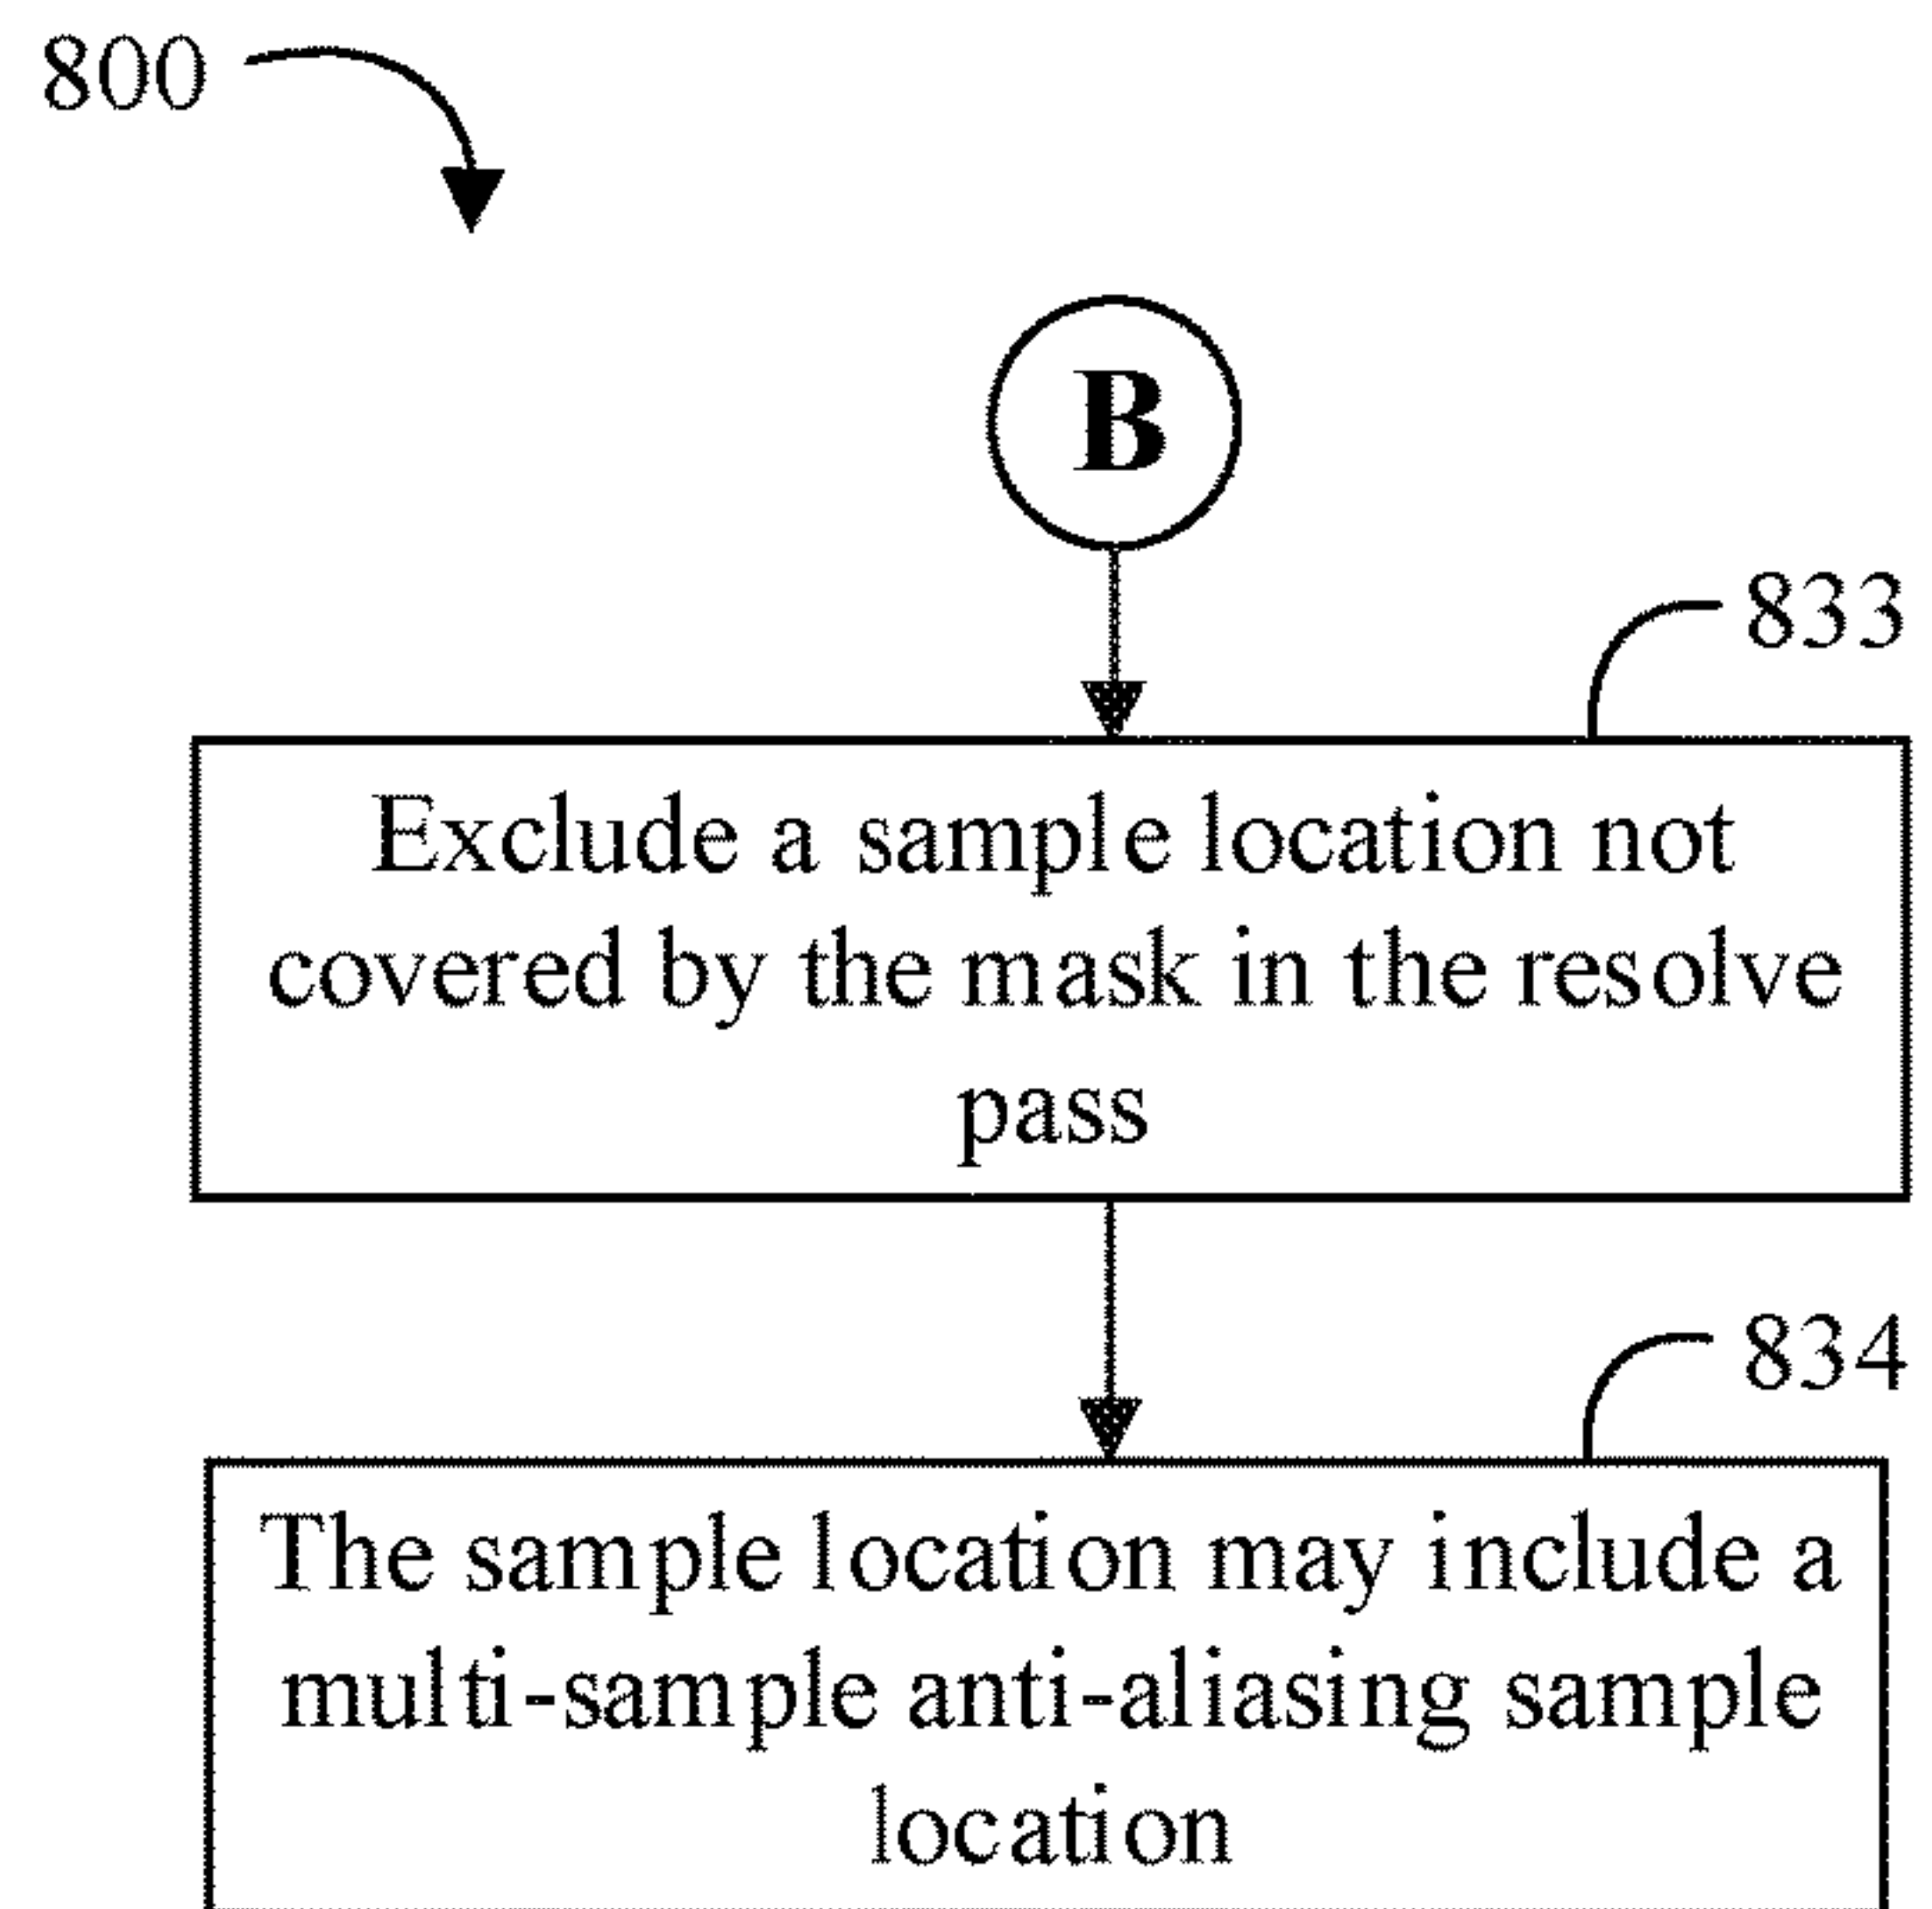 800
B
833
Exclude a sample location not
covered by the mask in the resolve
pass
834
The sample location may include a
multi-sample anti-aliasing sample
location